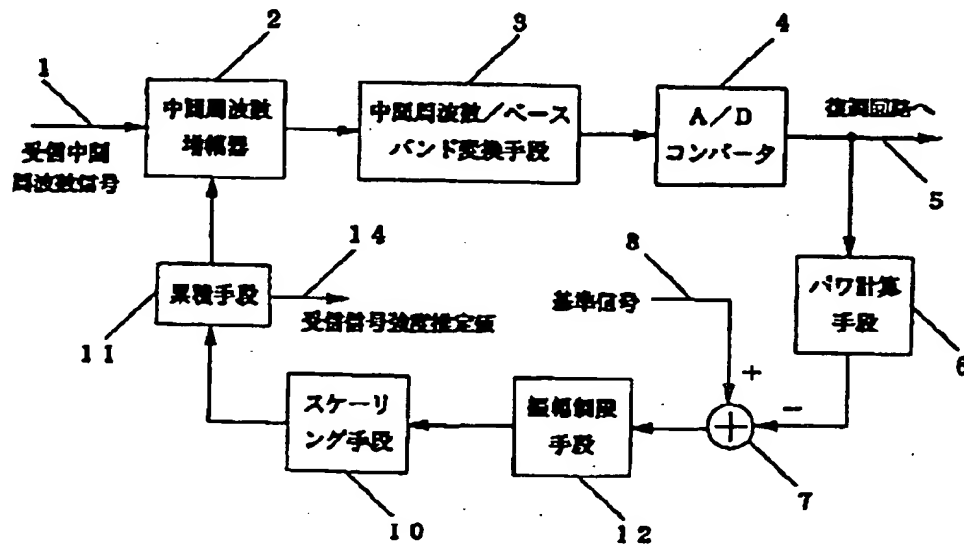 1
2
3
4
受信中間
周波数信号
中間周波数
増幅器
中間周波数/ベース
バンド変換手段
A/D
コンバータ
復調回路へ
5
14
8
11
累積手段
受信信号強度推定値
基準信号
パワ計算
手段
6
+
−
7
スケーリ
ング手段
10
振幅制限
手段
12